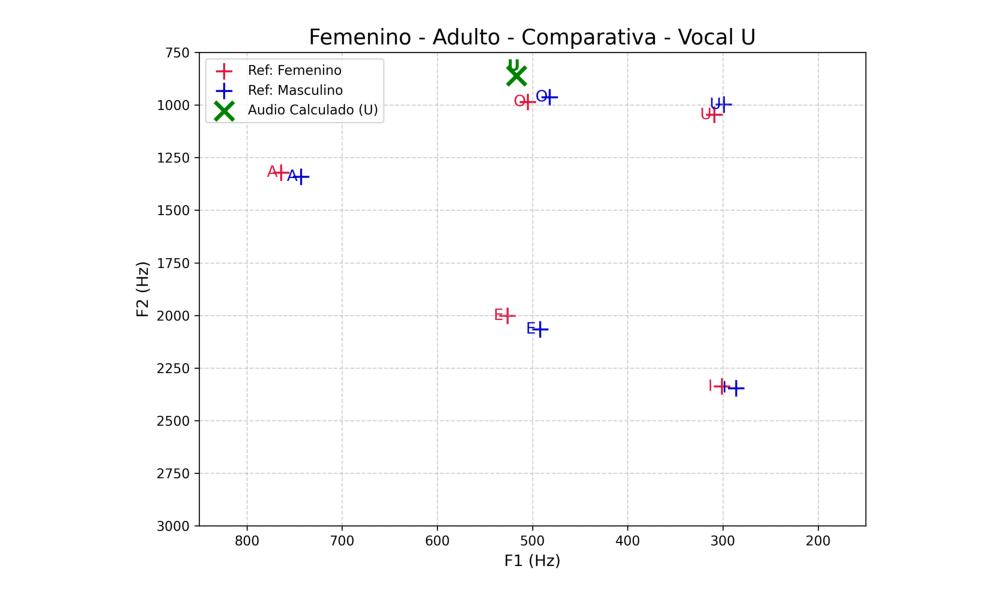 Femenino - Adulto - Comparativa - Vocal U
Ref: Femenino
Ref: Masculino
Audio Calculado (U)
U
O O
U U
A A
E
E
I I
750
1000
1250
1500
1750
2000
2250
2500
2750
3000
F2 (Hz)
800 700 600 500 400 300 200
F1 (Hz)